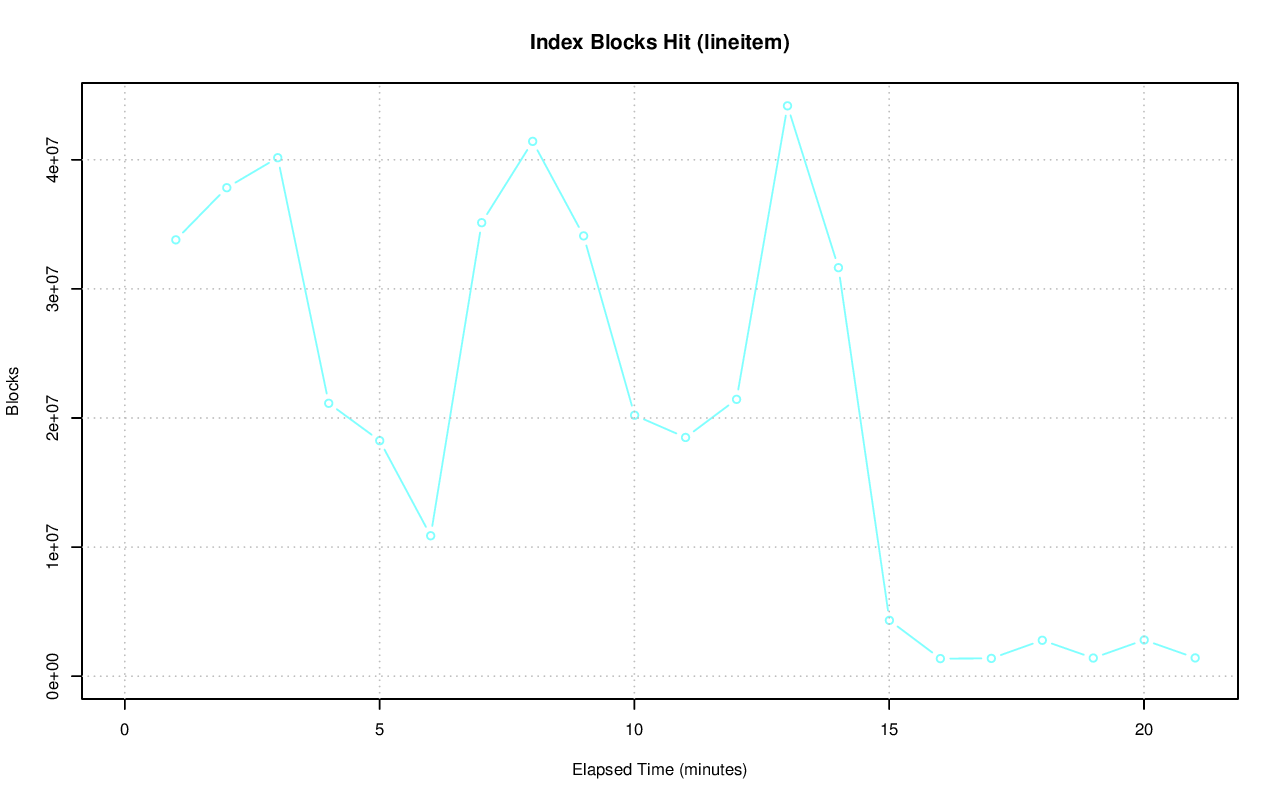 Index Blocks Hit (lineitem)
Blocks
4e+07
3e+07
2e+07
1e+07
0e+00
0 5 10 15 20
Elapsed Time (minutes)